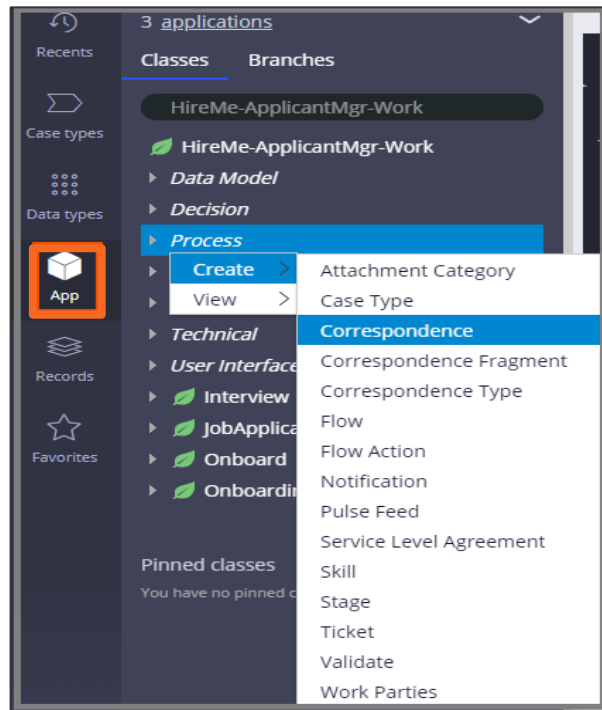 3 applications
Recents
Classes Branches
HireMe-ApplicantMgr-Work
Case types
HireMe-ApplicantMgr-Work
Data Model
Data types
Decision
Process
App
Create > Attachment Category
View > Case Type
Technical Correspondence
Records
User Interface Correspondence Fragment
Interview Correspondence Type
JobApplica Flow
Favorites
Onboard Flow Action
Onboardin Notification
Pulse Feed
Service Level Agreement
Pinned classes
Skill
You have no pinned c
Stage
Ticket
Validate
Work Parties